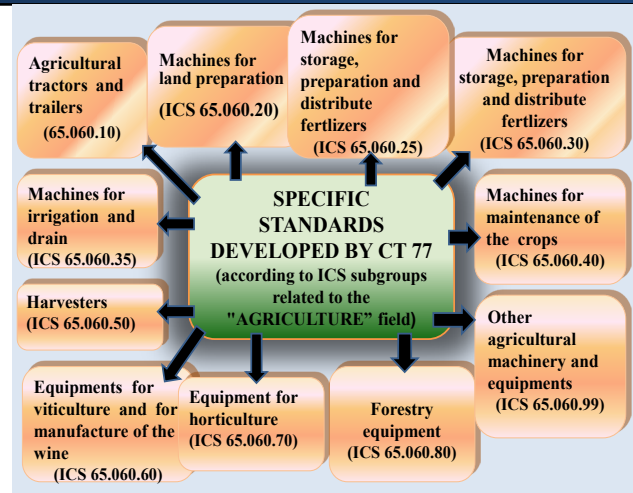 Agricultural
tractors and
trailers
(65.060.10)
Machines for
land preparation
(ICS 65.060.20)
Machines for
storage,
preparation and
distribute
fertlizers
(ICS 65.060.25)
Machines for
storage, preparation
and distribute
fertlizers
(ICS 65.060.30)
Machines for
irrigation and
drain
(ICS 65.060.35)
SPECIFIC
STANDARDS
DEVELOPED BY CT 77
(according to ICS subgroups
related to the
"AGRICULTURE” field)
Machines for
maintenance of
the crops
(ICS 65.060.40)
Harvesters
(ICS 65.060.50)
Other
agricultural
machinery and
equipments
(ICS 65.060.99)
Equipments for
viticulture and for
manufacture of the
wine
(ICS 65.060.60)
Equipment for
horticulture
(ICS 65.060.70)
Forestry
equipment
(ICS 65.060.80)